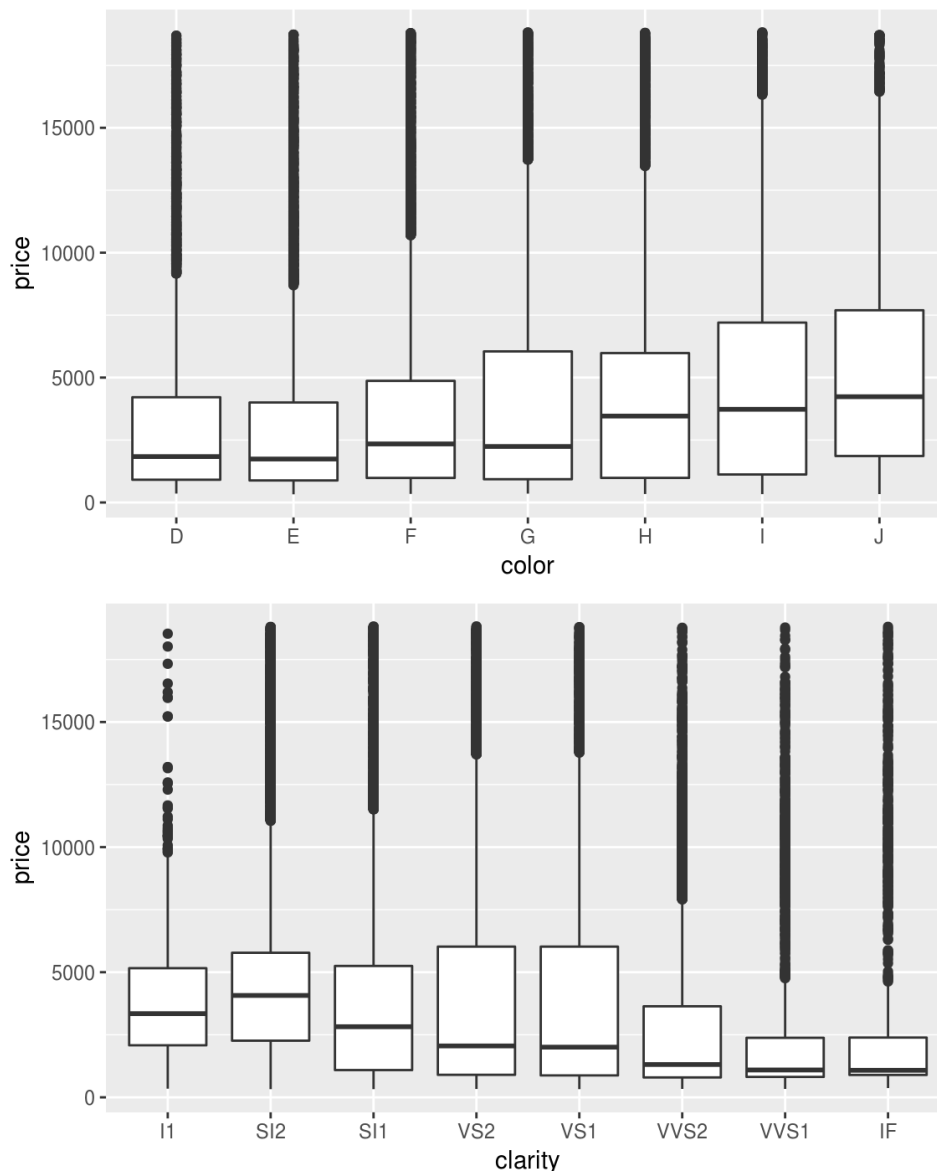 15000
10000
5000
0
price
D E F G H I J
color
15000
10000
5000
0
price
I1 SI2 SI1 VS2 VS1 VVS2 VVS1 IF
clarity